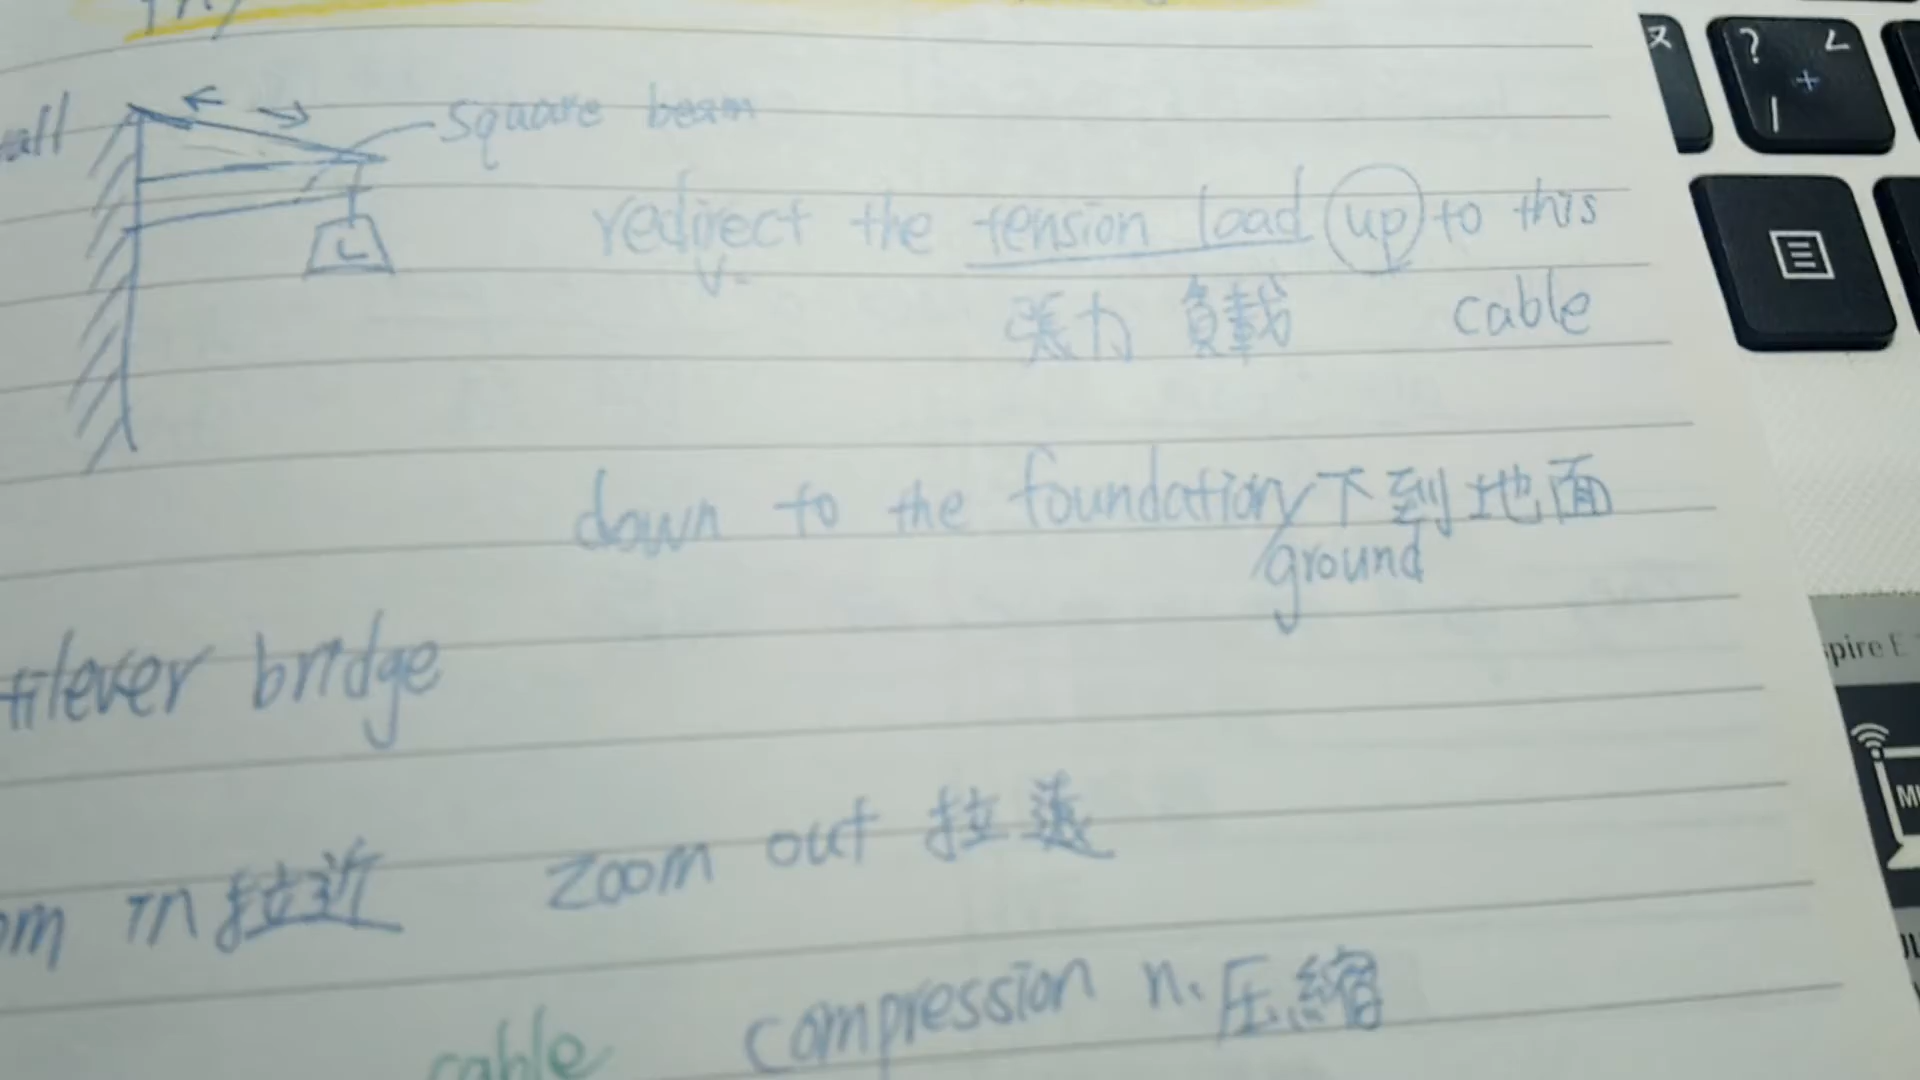 square beam
L
redirect the tension load up to this
v.
張力 負載 cable
down to the foundation/下到地面
ground
tilever bridge
zoom out 拉遠
om in 拉近
compression n. 压縮
cable
?